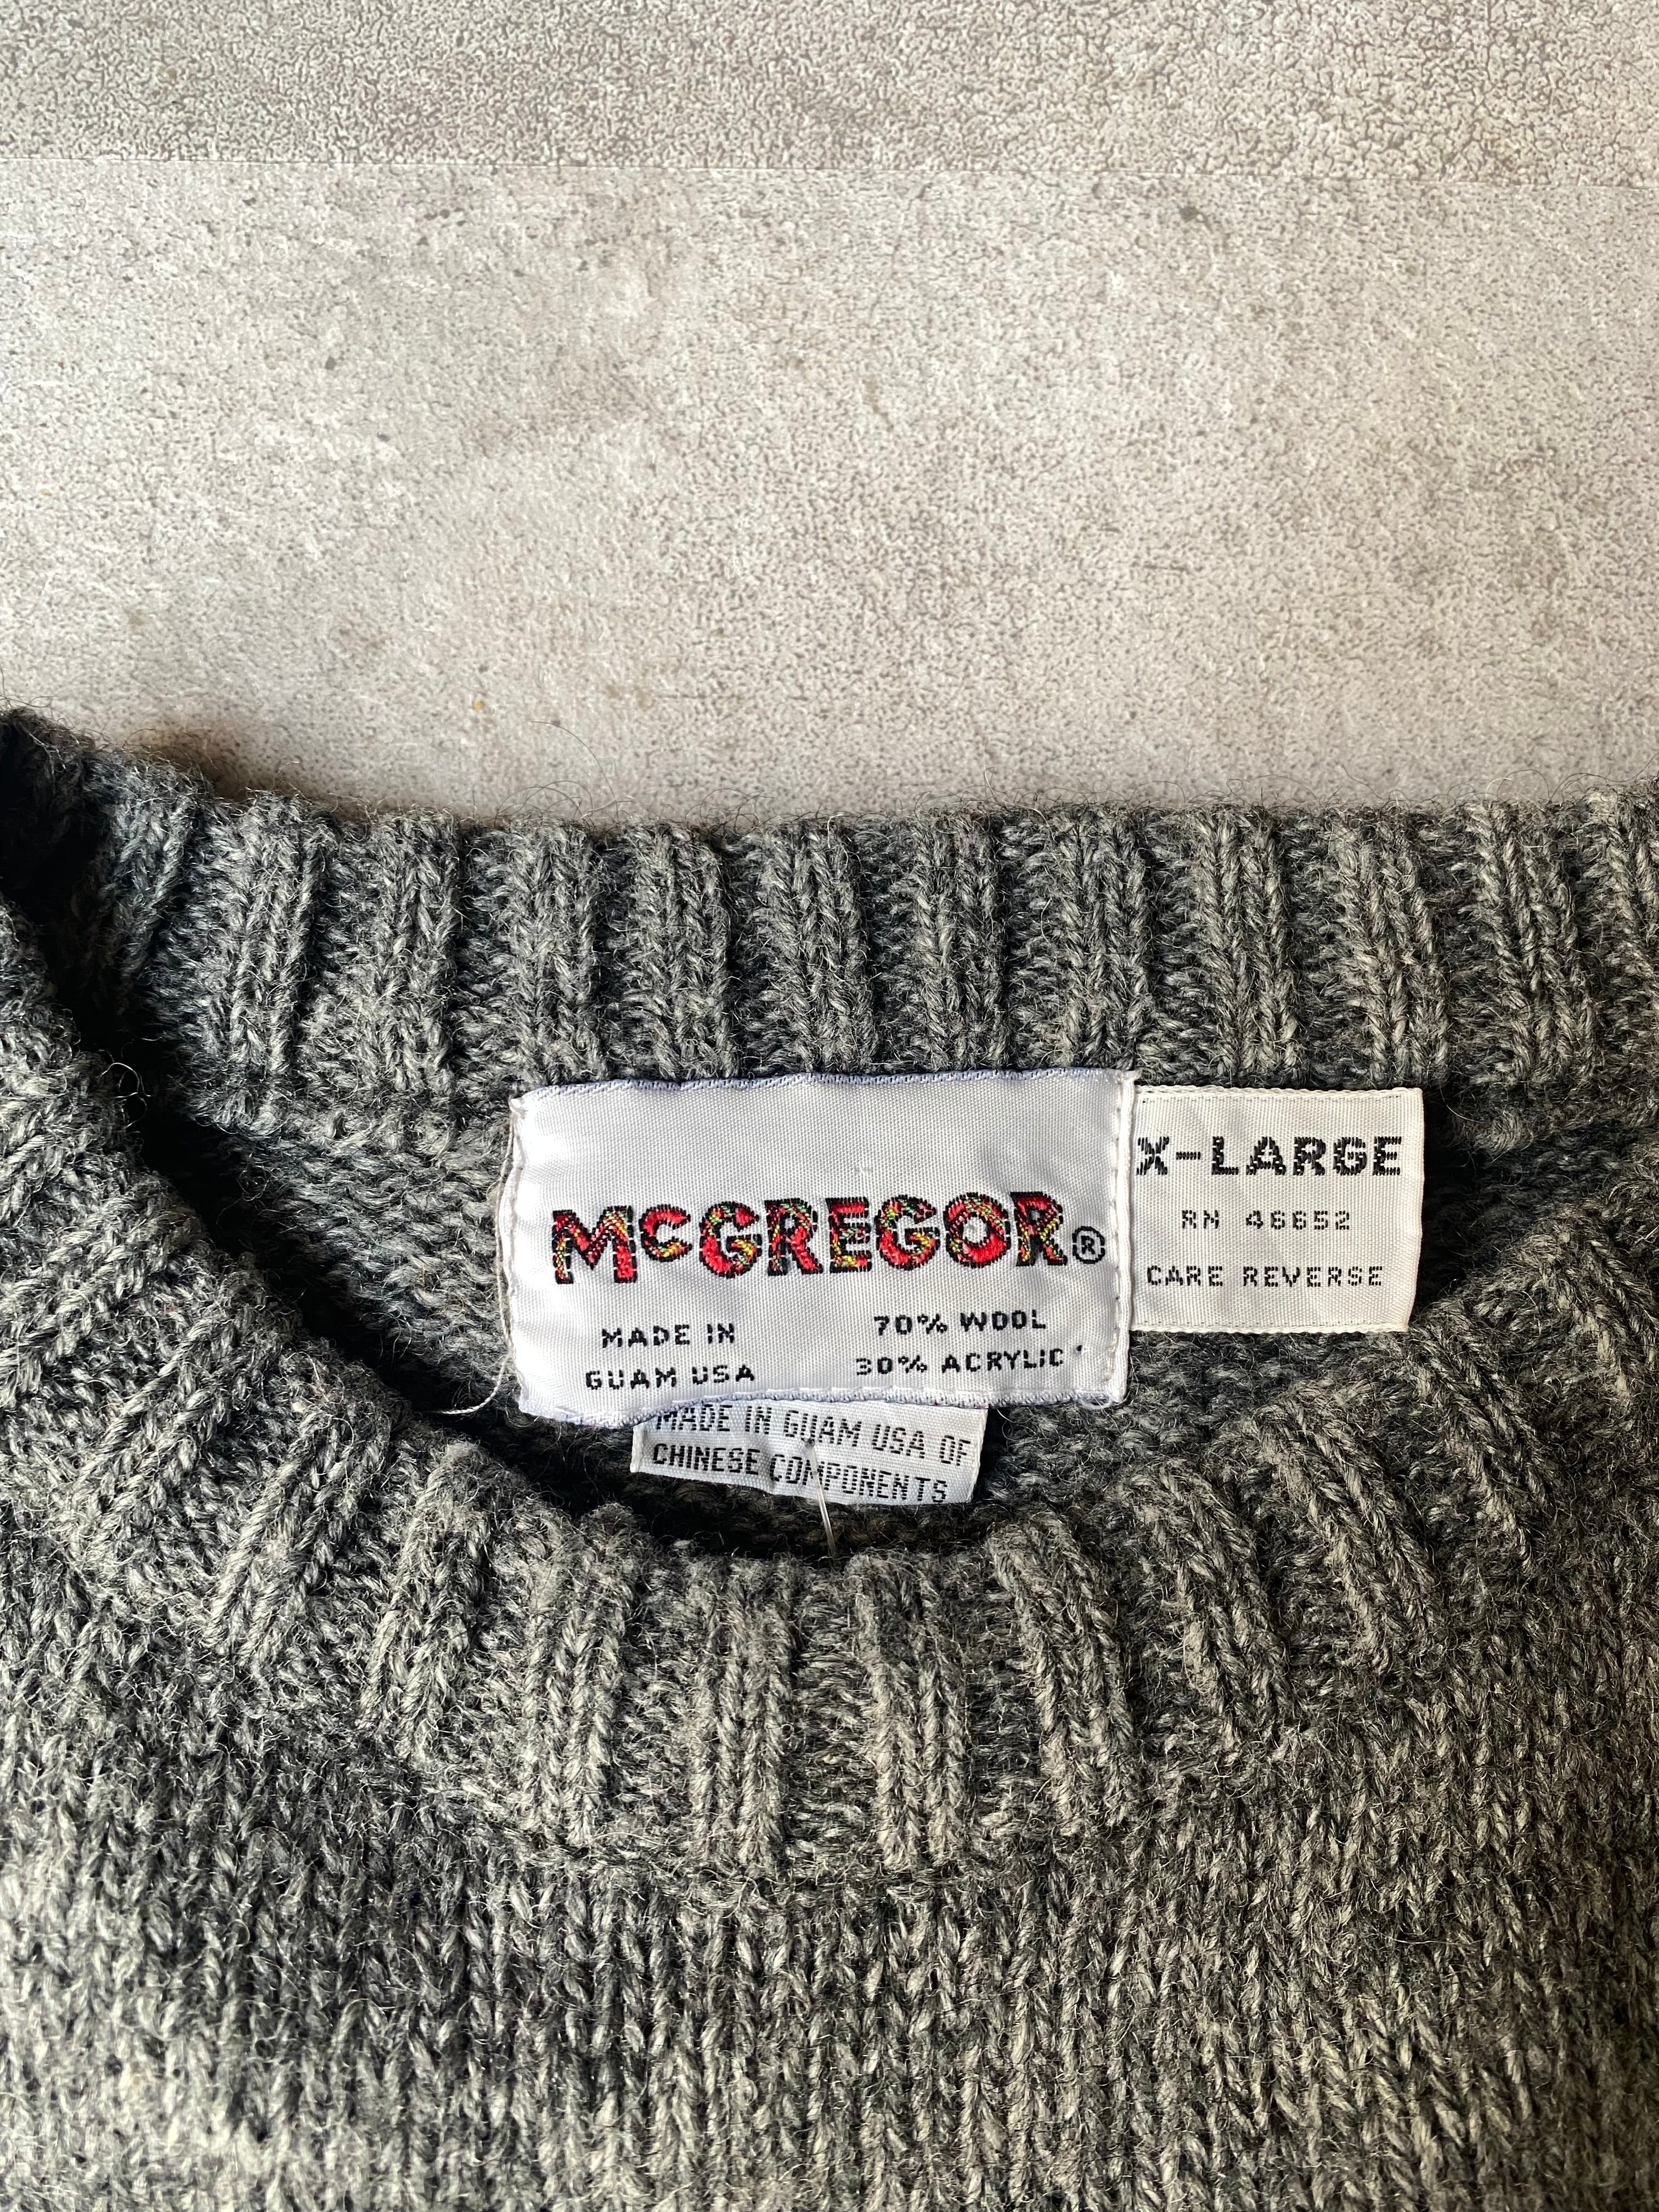 McGREGOR®
MADE IN
GUAM USA
70% WOOL
30% ACRYLIC
X-LARGE
RN 46652
CARE REVERSE
MADE IN GUAM USA OF
CHINESE COMPONENTS